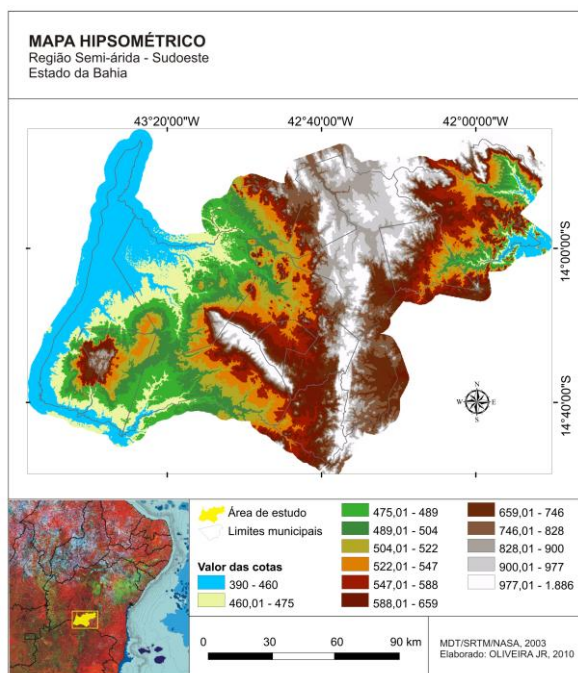 MAPA HIPSOMÉTRICO
Região Semi-árida - Sudoeste
Estado da Bahia
43°20'00"W
42°40'00"W
42°00'00"W
14°00'00"S
14°40'00"S
N
W E
S
Área de estudo
Limites municipais
Valor das cotas
390 - 460
460,01 - 475
475,01 - 489
489,01 - 504
504,01 - 522
522,01 - 547
547,01 - 588
588,01 - 659
659,01 - 746
746,01 - 828
828,01 - 900
900,01 - 977
977,01 - 1.886
0 30 60 90 km
MDT/SRTM/NASA, 2003
Elaborado: OLIVEIRA JR, 2010